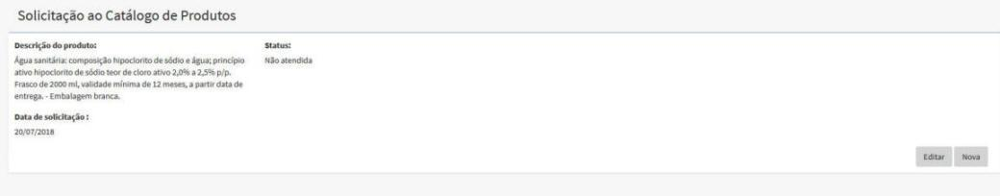 Solicitação ao Catálogo de Produtos
Descrição do produto:
Água sanitária: composição hipoclorito de sódio e água; princípio
ativo hipoclorito de sódio teor de cloro ativo 2,0% a 2,5% p/p.
Frasco de 2000 ml, validade mínima de 12 meses, a partir data de
entrega. - Embalagem branca.
Status:
Não atendida
Data de solicitação :
20/07/2018
Editar Nova